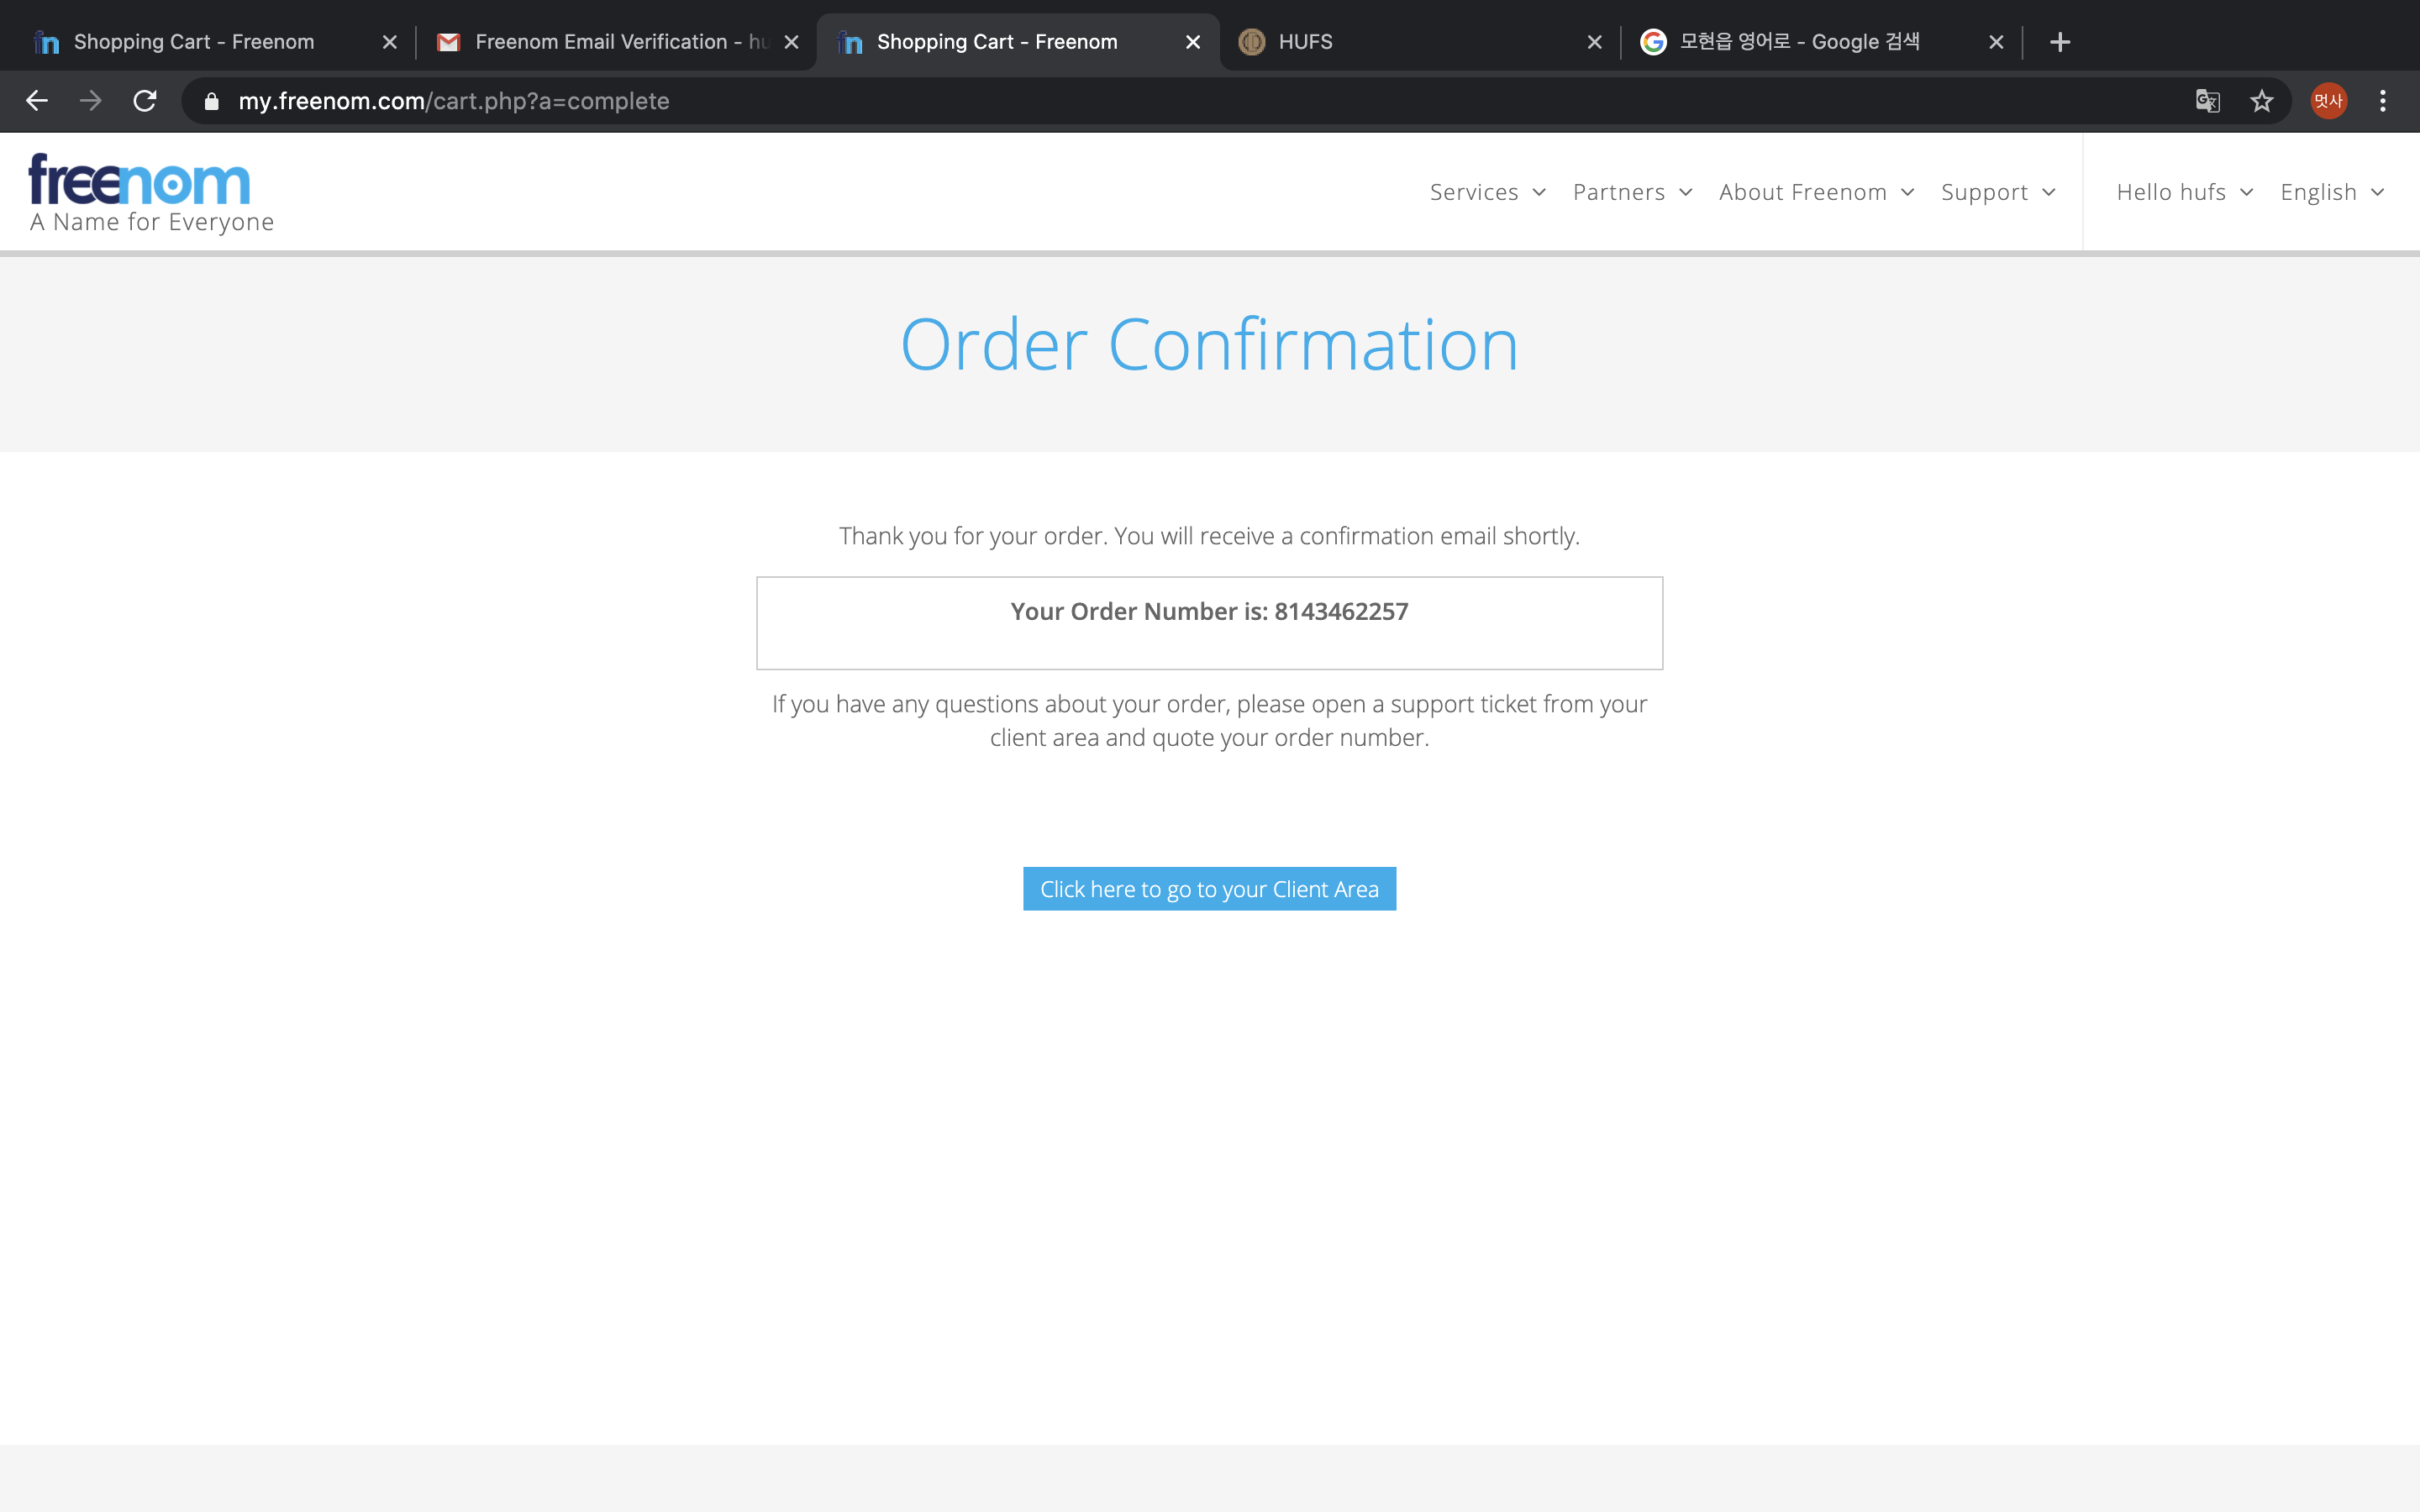 Shopping Cart - Freenom
Freenom Email Verification - hu
Shopping Cart - Freenom
HUFS
모현읍 영어로 - Google 검색
my.freenom.com/cart.php?a=complete
멋사
freenom
A Name for Everyone
Services
Partners
About Freenom
Support
Hello hufs
English
Order Confirmation
Thank you for your order. You will receive a confirmation email shortly.
Your Order Number is: 8143462257
If you have any questions about your order, please open a support ticket from your
client area and quote your order number.
Click here to go to your Client Area